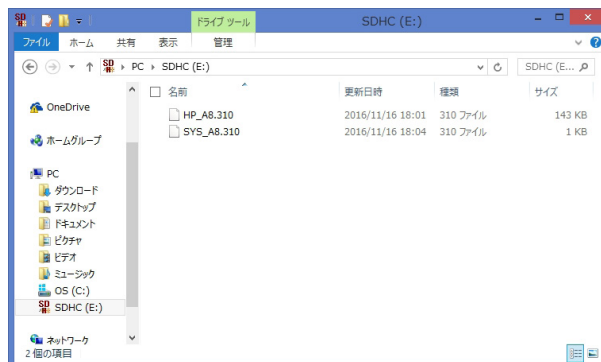 ドライブ ツール
SDHC (E:)
ファイル ホーム 共有 表示 管理
PC SDHC (E:) SDHC (E...
名前 更新日時 種類 サイズ
HP_A8.310 2016/11/16 18:01 310 ファイル 143 KB
SYS_A8.310 2016/11/16 18:04 310 ファイル 1 KB
OneDrive
ホームグループ
PC
ダウンロード
デスクトップ
ドキュメント
ピクチャ
ビデオ
ミュージック
OS (C:)
SDHC (E:)
ネットワーク
2 個の項目